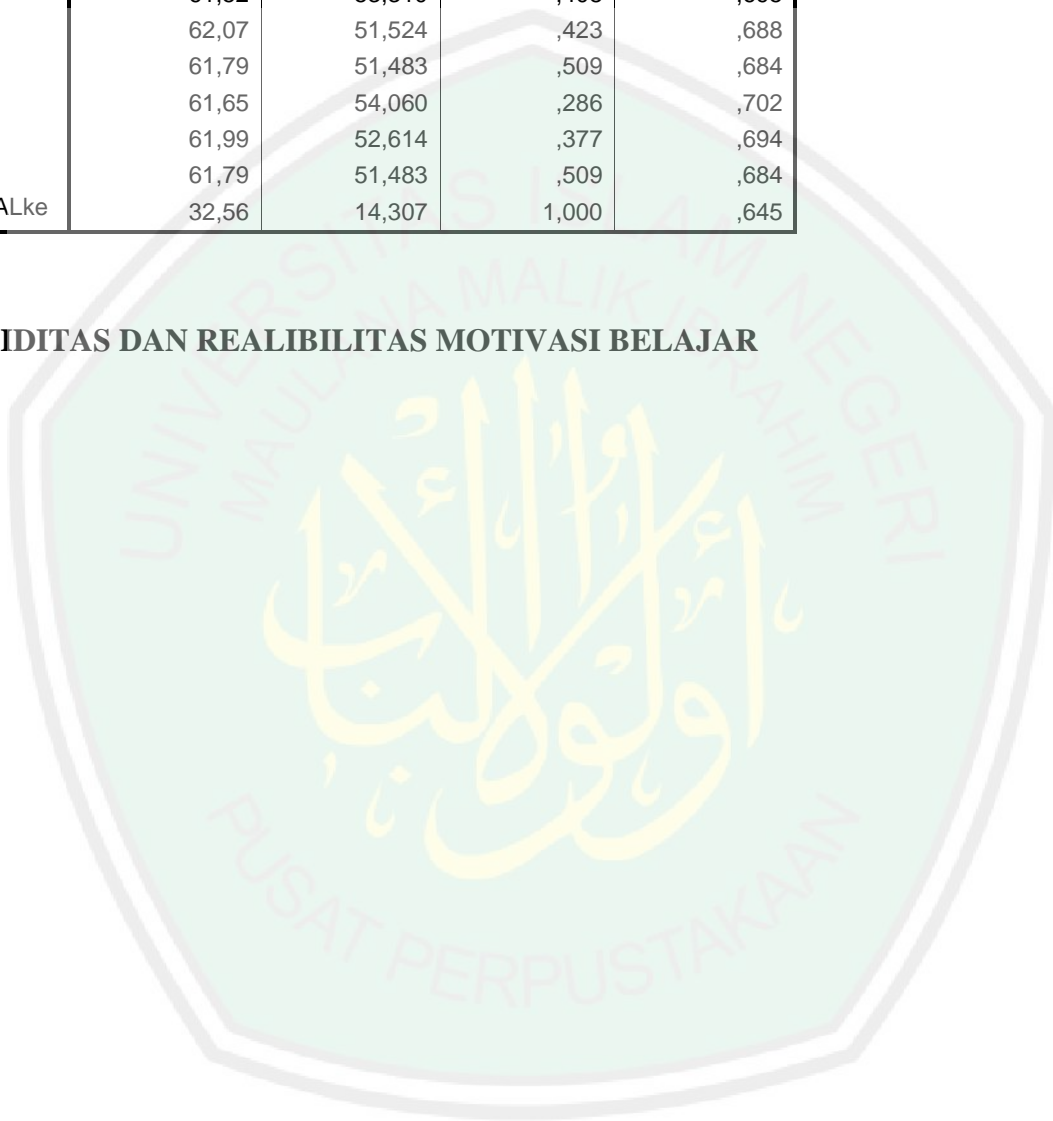 62,07 51,524 ,423 ,688
61,79 51,483 ,509 ,684
61,65 54,060 ,286 ,702
61,99 52,614 ,377 ,694
61,79 51,483 ,509 ,684
ALke 32,56 14,307 1,000 ,645
IDITAS DAN REALIBILITAS MOTIVASI BELAJAR
UNIVERSITAS ISLAM NEGERI
MAULANA MALIK IBRAHIM
أولوا الألباب
PUSAT PERPUSTAKAAN